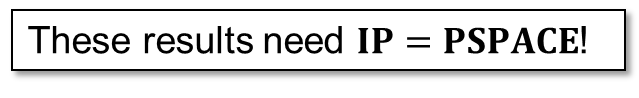 These results need IP = PSPACE!